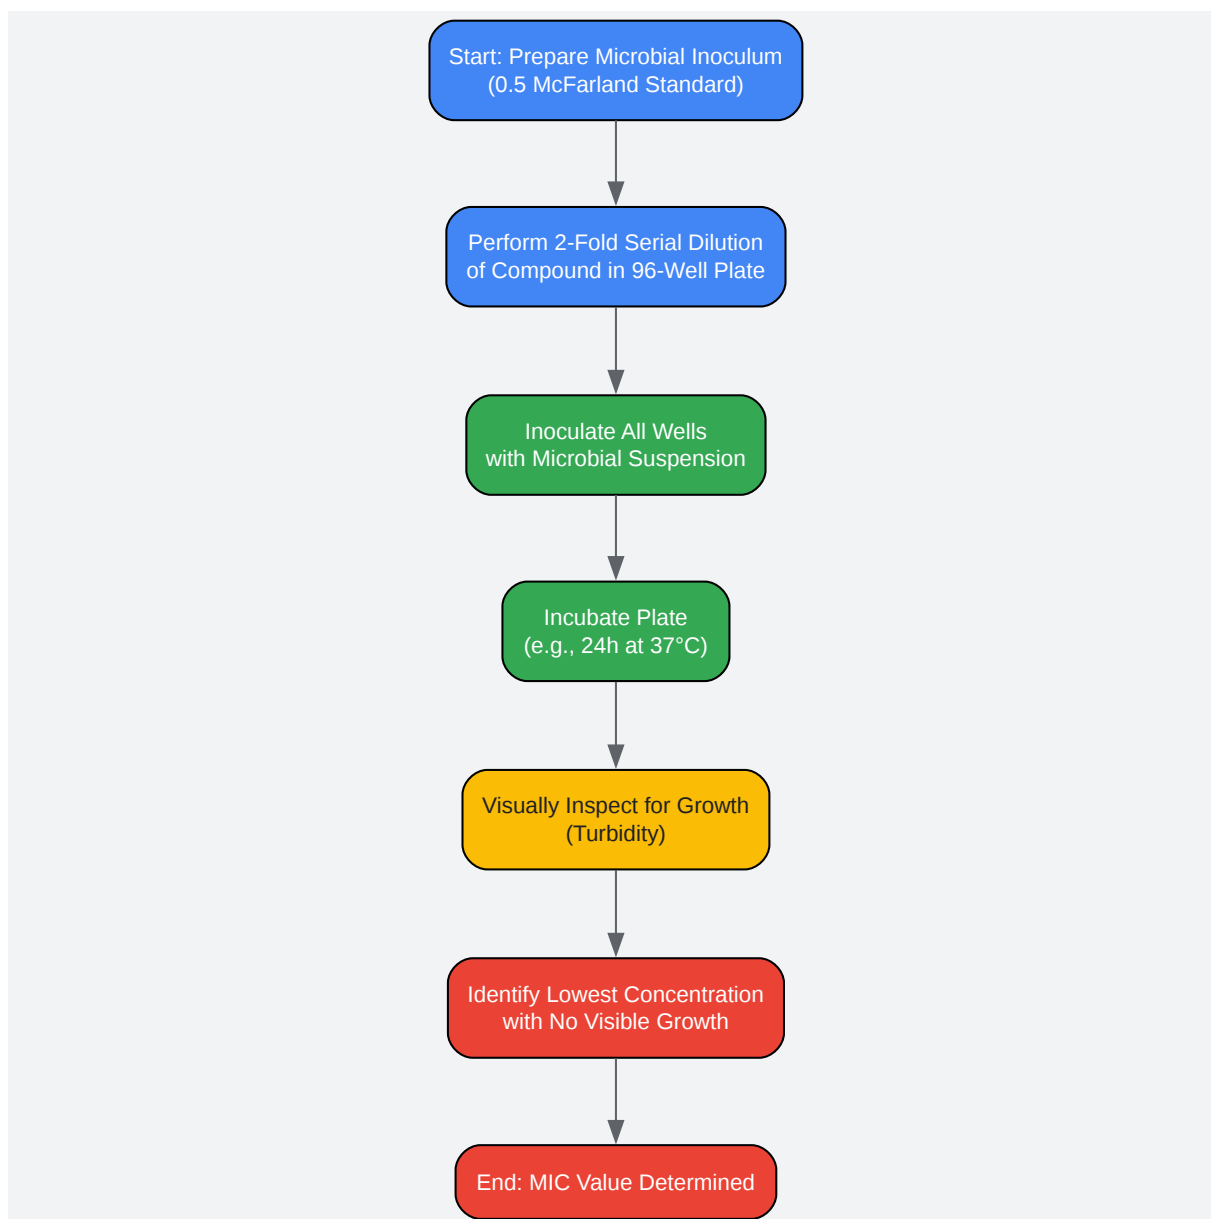 Start: Prepare Microbial Inoculum
(0.5 McFarland Standard)
Perform 2-Fold Serial Dilution
of Compound in 96-Well Plate
Inoculate All Wells
with Microbial Suspension
Incubate Plate
(e.g., 24h at 37°C)
Visually Inspect for Growth
(Turbidity)
Identify Lowest Concentration
with No Visible Growth
End: MIC Value Determined